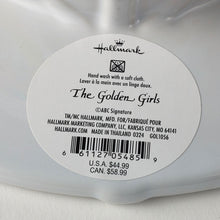 Hallmark
Hand wash with a soft cloth.
Laver à la main avec un linge doux.
The Golden Girls
©ABC Signature
TM/MC HALLMARK, MFD. FOR/FABRIQUÉ POUR
HALLMARK MARKETING COMPANY, LLC, KANSAS CITY, MO 64141
HALLMARK.COM MADE IN THAILAND 0324 GOL1056
6 61127 05485 9
U.S.A. $44.99
CAN. $58.99